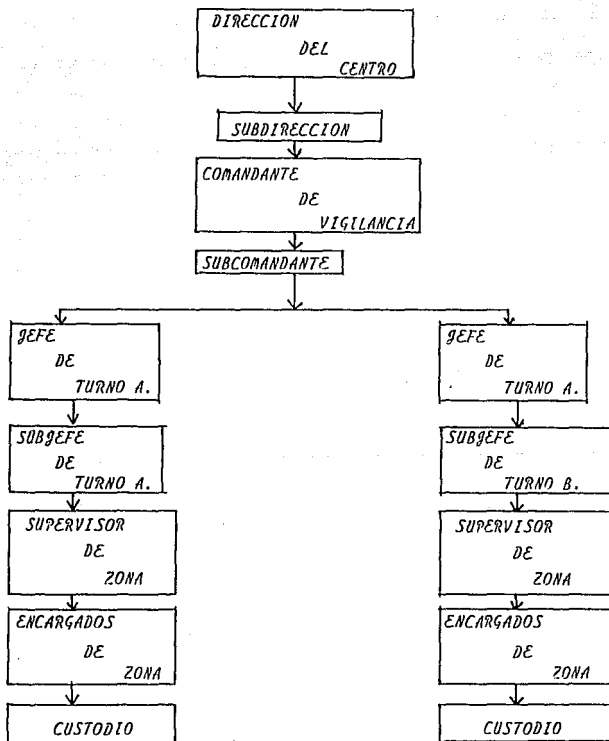 DIRECCION
DEL
CENTRO
SUBDIRECCION
COMANDANTE
DE
VIGILANCIA
SUBCOMANDANTE
JEFE
DE
TURNO A.
SUBJEFE
DE
TURNO A.
SUPERVISOR
DE
ZONA
ENCARGADOS
DE
ZONA
CUSTODIO
JEFE
DE
TURNO A.
SUBJEFE
DE
TURNO B.
SUPERVISOR
DE
ZONA
ENCARGADOS
DE
ZONA
CUSTODIO